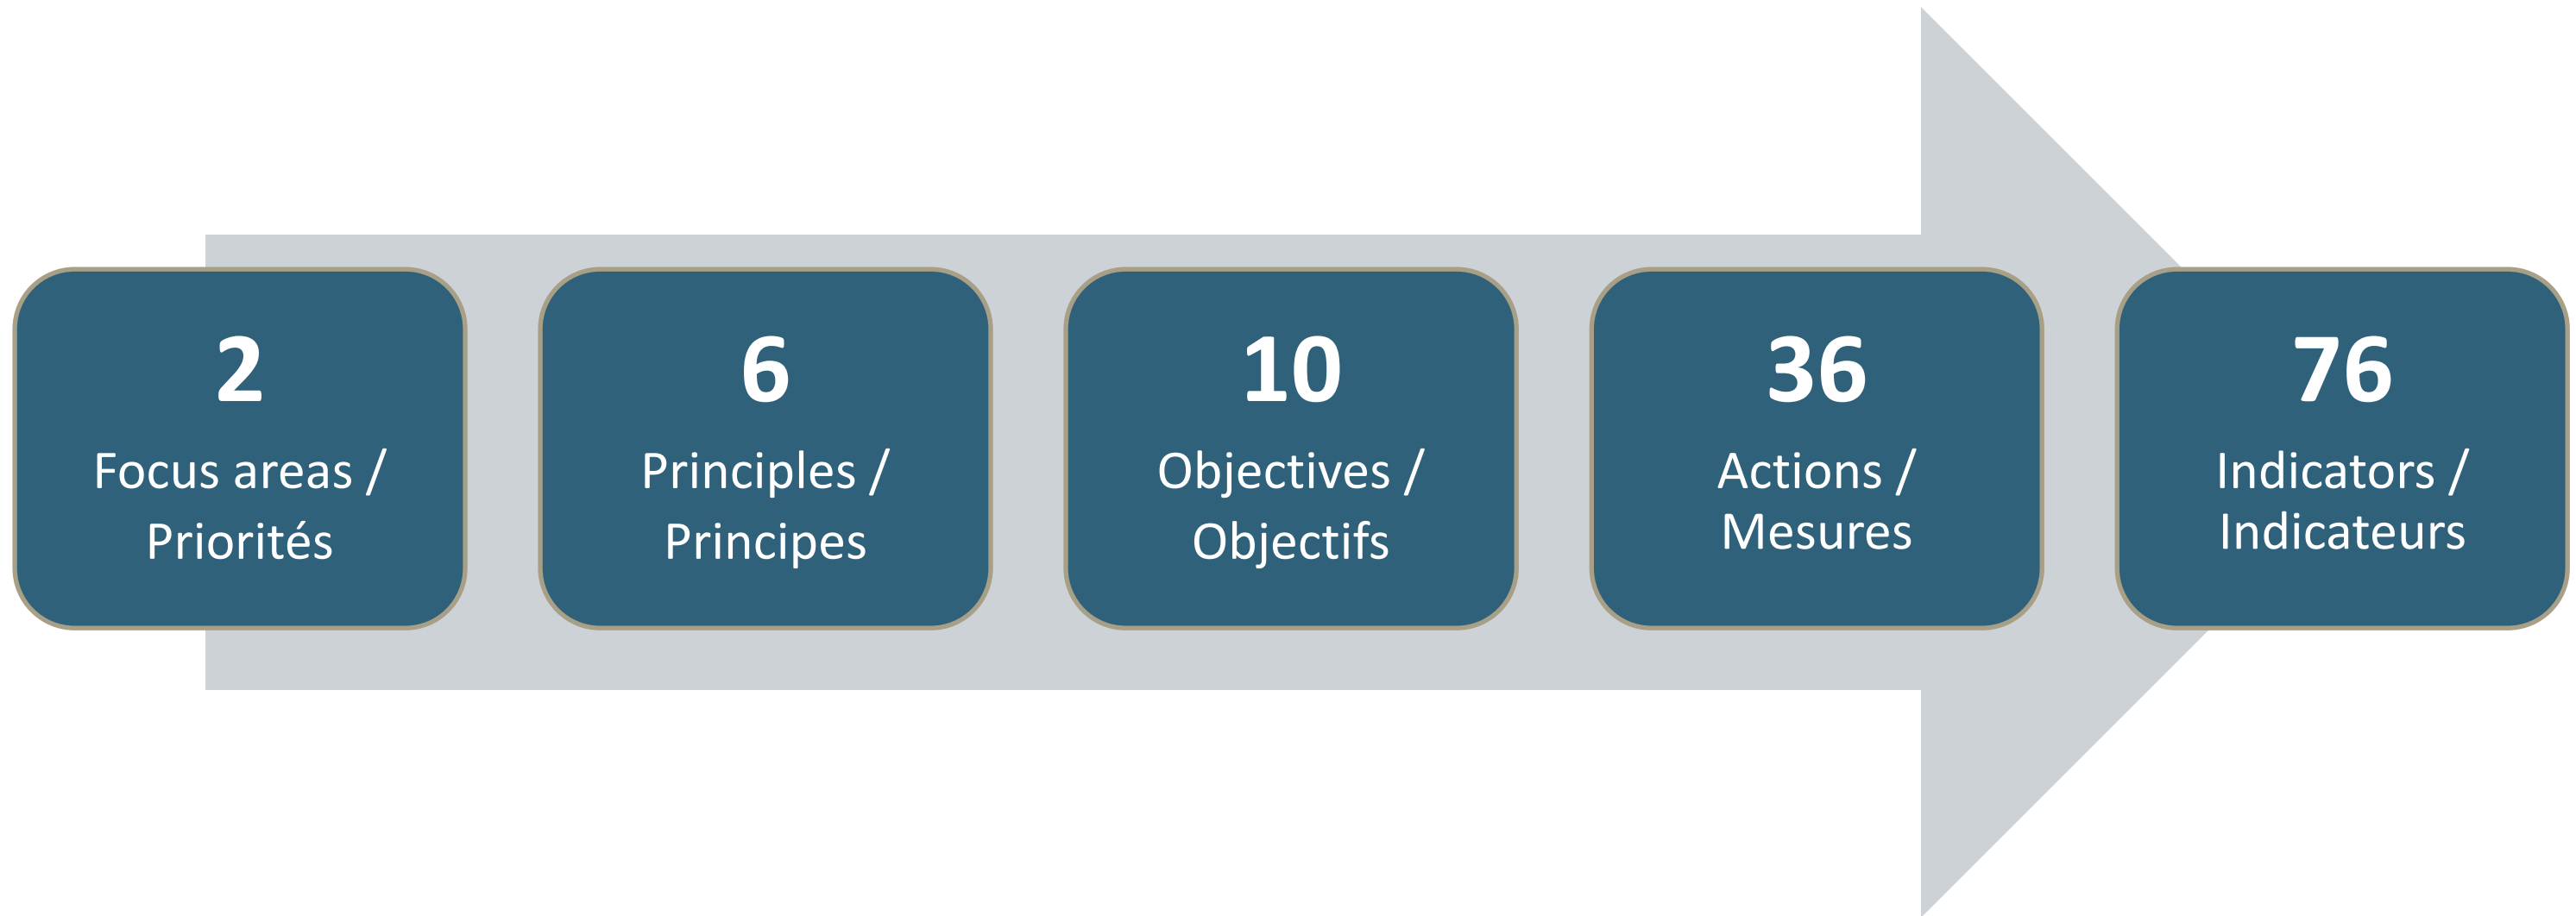 2
Focus areas /
Priorités
6
Principles /
Principes
10
Objectives /
Objectifs
36
Actions /
Mesures
76
Indicators /
Indicateurs